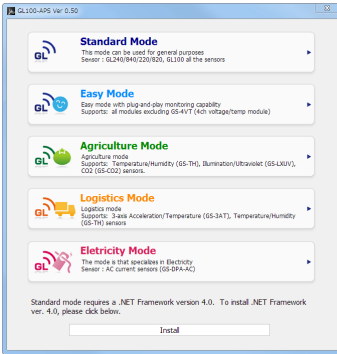 GL100-APS Ver 0.50
GL
Standard Mode
This mode can be used for general purposes
Sensor : GL240/840/220/820, GL100 all the sensors
GL
Easy Mode
Easy mode with plug-and-play monitoring capability
Supports: all modules excluding GS-4VT (4ch voltage/temp module)
GL
Agriculture Mode
Agriculture mode
Supports: Temperature/Humidity (GS-TH), Illumination/Ultraviolet (GS-LXUV),
CO2 (GS-CO2) sensors.
GL
Logistics Mode
Logistics mode
Supports: 3-axis Acceleration/Temperature (GS-3AT), Temperature/Humidity
(GS-TH) sensors
GL
Eletricity Mode
The mode is that specializes in Electricity
Sensor : AC current sensors (GS-DPA-AC)
Standard mode requires a .NET Framework version 4.0. To install .NET Framework
ver. 4.0, please click below.
Install